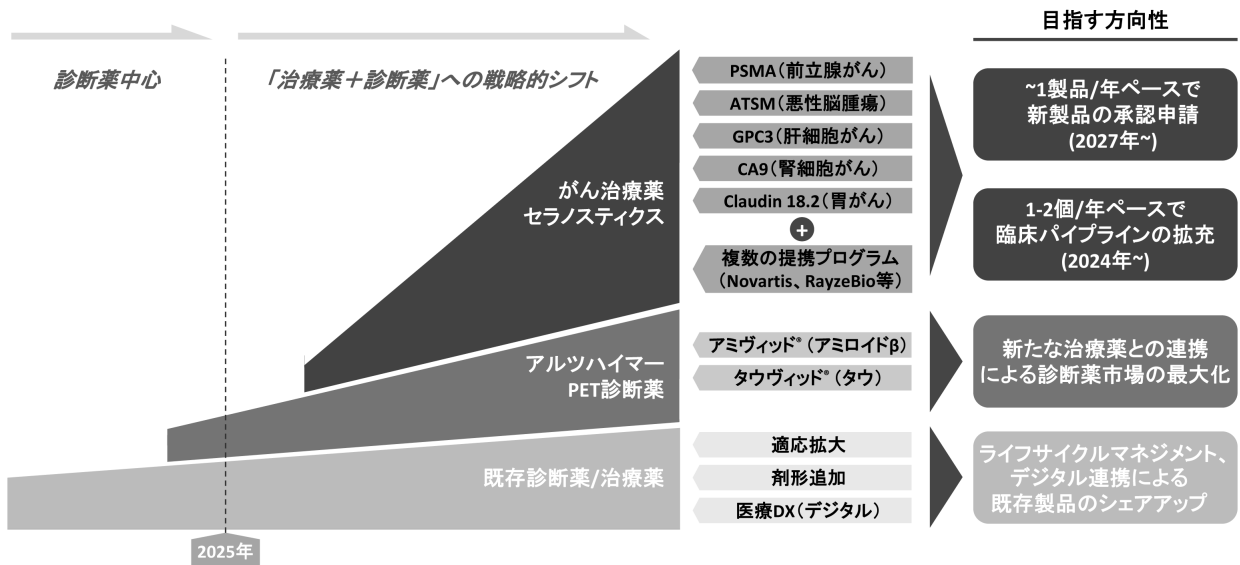 目指す方向性
診断薬中心
「治療薬＋診断薬」への戦略的シフト
がん治療薬
セラノスティクス
アルツハイマー
PET診断薬
既存診断薬/治療薬
2025年
PSMA（前立腺がん）
ATSM（悪性脳腫瘍）
GPC3（肝細胞がん）
CA9（腎細胞がん）
Claudin 18.2（胃がん）
+
複数の提携プログラム
（Novartis、RayzeBio等）
アミヴィッド®（アミロイドβ）
タウヴィッド®（タウ）
適応拡大
剤形追加
医療DX（デジタル）
~1製品/年ペースで
新製品の承認申請
(2027年~)
1-2個/年ペースで
臨床パイプラインの拡充
(2024年~)
新たな治療薬との連携
による診断薬市場の最大化
ライフサイクルマネジメント、
デジタル連携による
既存製品のシェアアップ